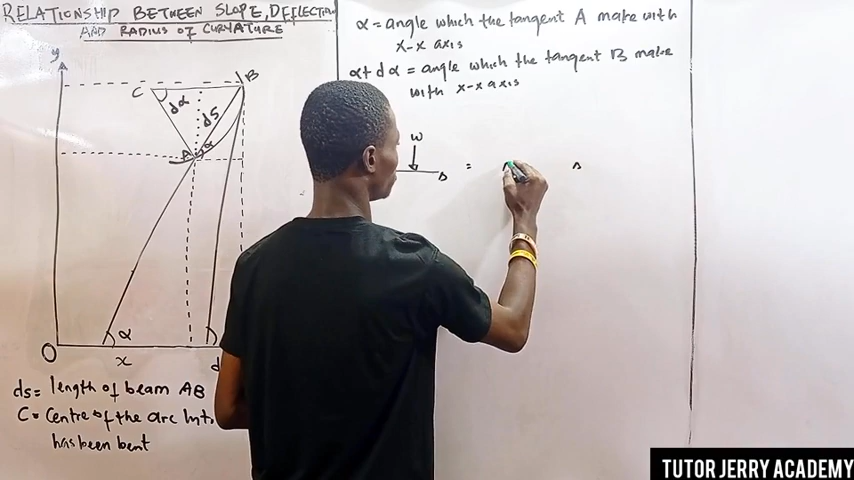 RELATIONSHIP BETWEEN SLOPE, DEFLECTION
AND RADIUS OF CURVATURE
y
C
B
dα
ds
A
α
α
O
x
d
ds = length of beam AB
C = Centre of the arc
has been bent
α = angle which the tangent A make with
x-x axis
α + dα = angle which the tangent B make
with x-x axis
W
=
TUTOR JERRY ACADEMY